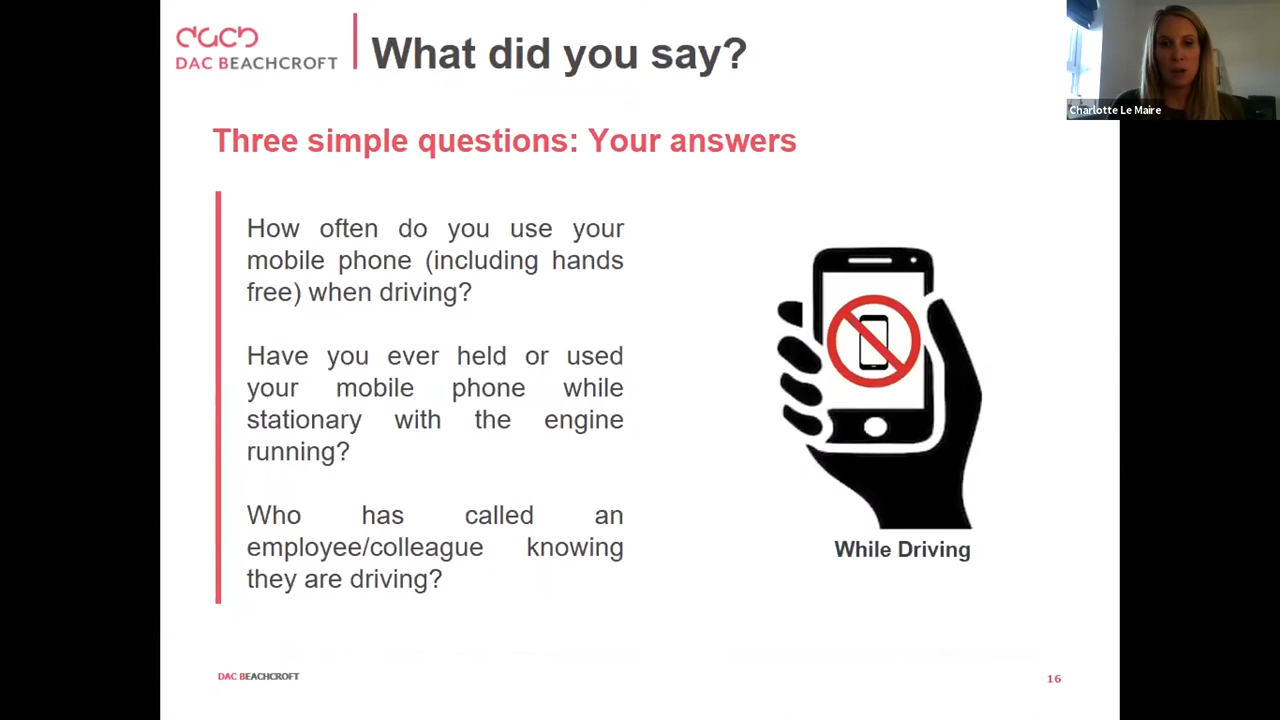 DAC BEACHCROFT
What did you say?
Charlotte Le Maire
Three simple questions: Your answers
How often do you use your
mobile phone (including hands
free) when driving?
Have you ever held or used
your mobile phone while
stationary with the engine
running?
Who has called an
employee/colleague knowing
they are driving?
While Driving
DAC BEACHCROFT
16